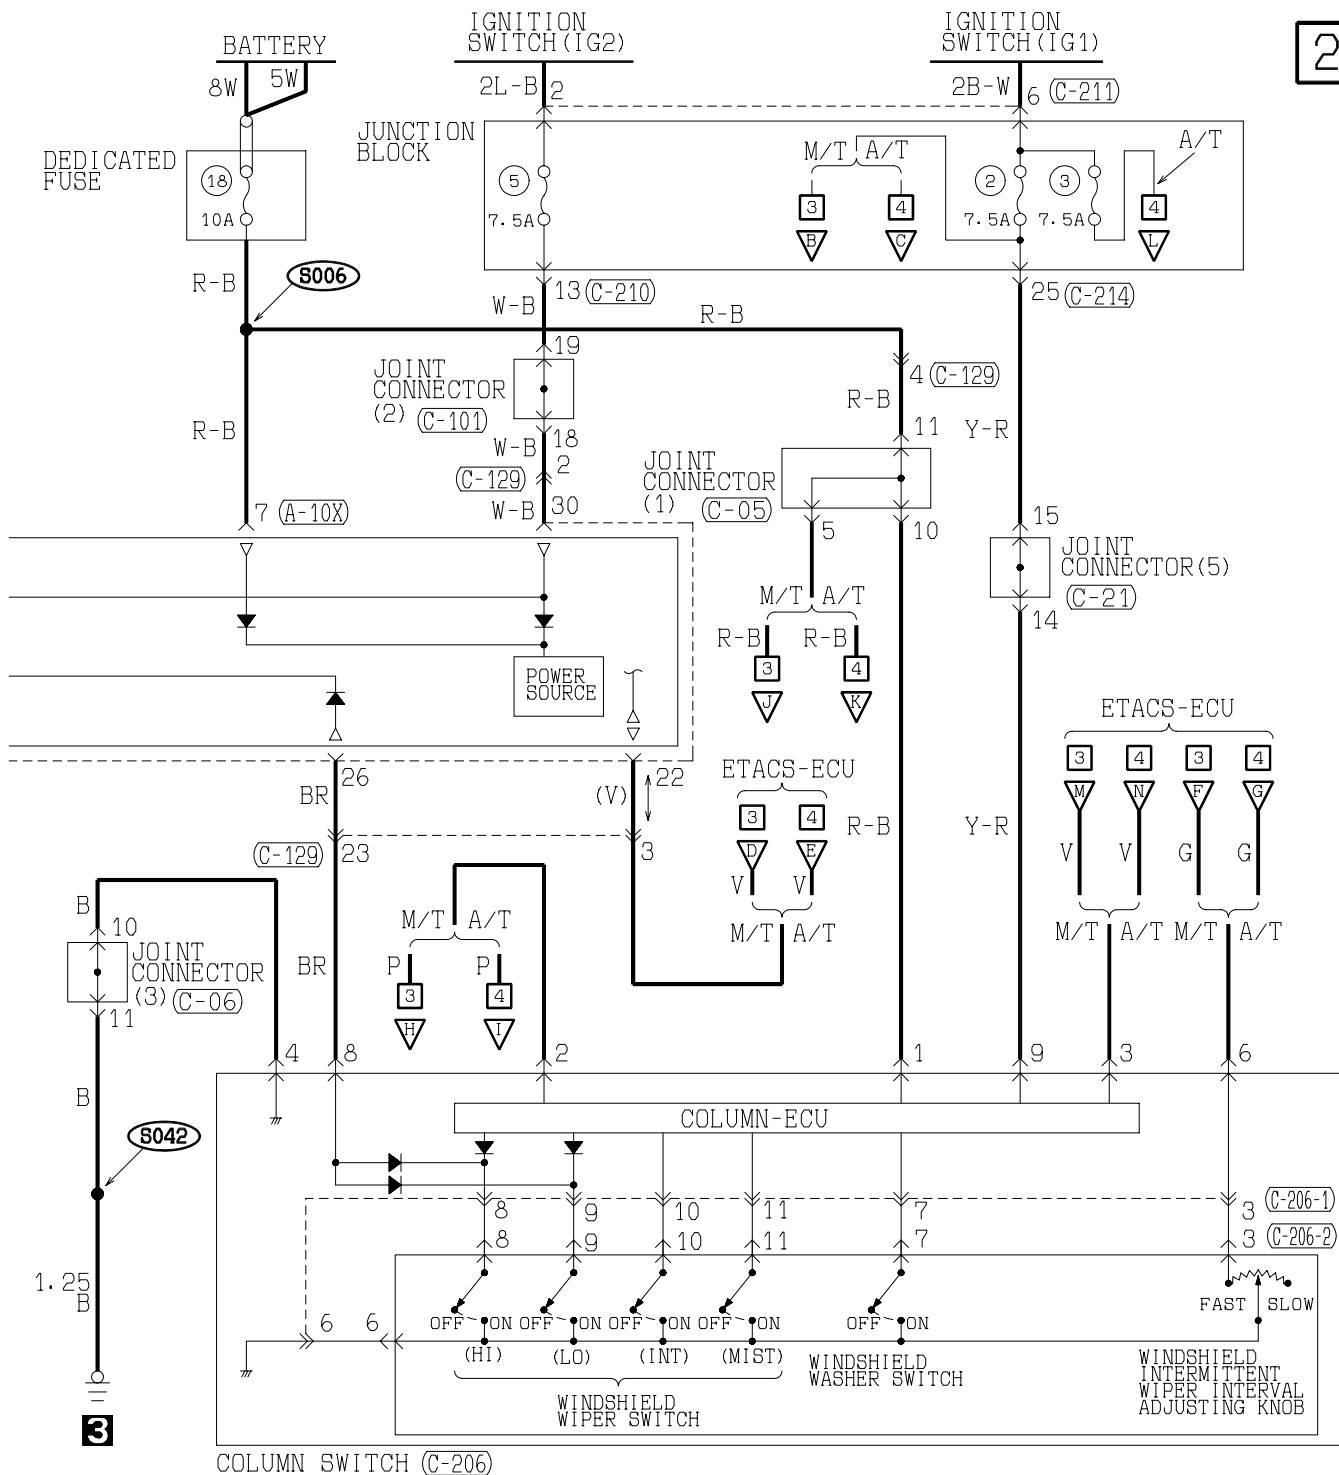 IGNITION
SWITCH(IG2)
IGNITION
SWITCH(IG1)
2
BATTERY
8W
5W
2L-B
2
2B-W
6
(C-211)
JUNCTION
BLOCK
DEDICATED
FUSE
18
10A
5
7.5A
M/T
A/T
3
4
B
C
2
7.5A
3
7.5A
A/T
4
L
R-B
S006
13
(C-210)
W-B
R-B
25
(C-214)
19
JOINT
CONNECTOR
(2)
(C-101)
4
(C-129)
R-B
R-B
18
W-B
2
(C-129)
W-B
30
11
Y-R
JOINT
CONNECTOR
(1)
(C-05)
7
(A-10X)
5
10
15
JOINT
CONNECTOR(5)
(C-21)
14
M/T
A/T
R-B
R-B
3
4
J
K
POWER
SOURCE
ETACS-ECU
3
4
3
4
M
N
F
G
26
BR
(V)
22
ETACS-ECU
3
4
D
E
R-B
Y-R
V
V
G
G
(C-129)
23
3
V
V
M/T
A/T
M/T
A/T
M/T
A/T
B
10
JOINT
CONNECTOR
(3)
(C-06)
11
BR
M/T
A/T
P
P
3
4
H
I
4
8
2
1
9
3
6
B
S042
COLUMN-ECU
8
9
10
11
7
3
(C-206-1)
8
9
10
11
7
3
(C-206-2)
1.25
B
FAST
SLOW
6
6
OFF
ON
OFF
ON
OFF
ON
OFF
ON
OFF
ON
(HI)
(LO)
(INT)
(MIST)
WINDSHIELD
WASHER SWITCH
WINDSHIELD
INTERMITTENT
WIPER INTERVAL
ADJUSTING KNOB
WINDSHIELD
WIPER SWITCH
3
COLUMN SWITCH
(C-206)